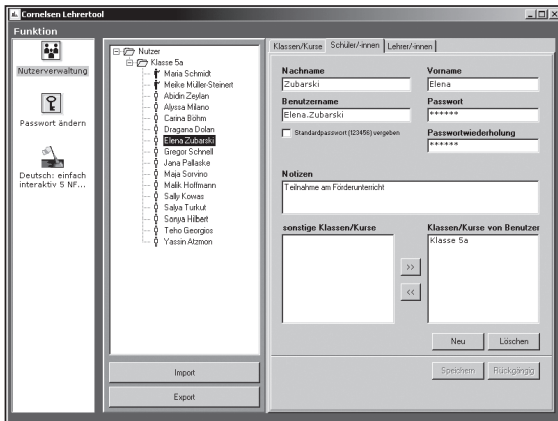 Cornelsen Lehrertool
Funktion
Nutzerverwaltung
Passwort ändern
Deutsch: einfach
interaktiv 5 NF...
Nutzer
Klasse 5a
Maria Schmidt
Meike Müller-Steinert
Abidin Zeylan
Alyssa Milano
Carina Böhm
Dragana Dolan
Elena Zubarski
Gregor Schnell
Jana Pallaske
Maja Sorvino
Malik Hoffmann
Sally Kowas
Salya Turkut
Sonya Hilbert
Teho Georgios
Yassin Atzmon
Import
Export
Klassen/Kurse Schüler/-innen Lehrer/-innen
Nachname Vorname
Zubarski Elena
Benutzername Passwort
Elena.Zubarski ******
Standardpasswort (123456) vergeben Passwortwiederholung
******
Notizen
Teilnahme am Förderunterricht
sonstige Klassen/Kurse Klassen/Kurse von Benutzer
Klasse 5a
>>
<<
Neu Löschen
Speichern Rückgängig